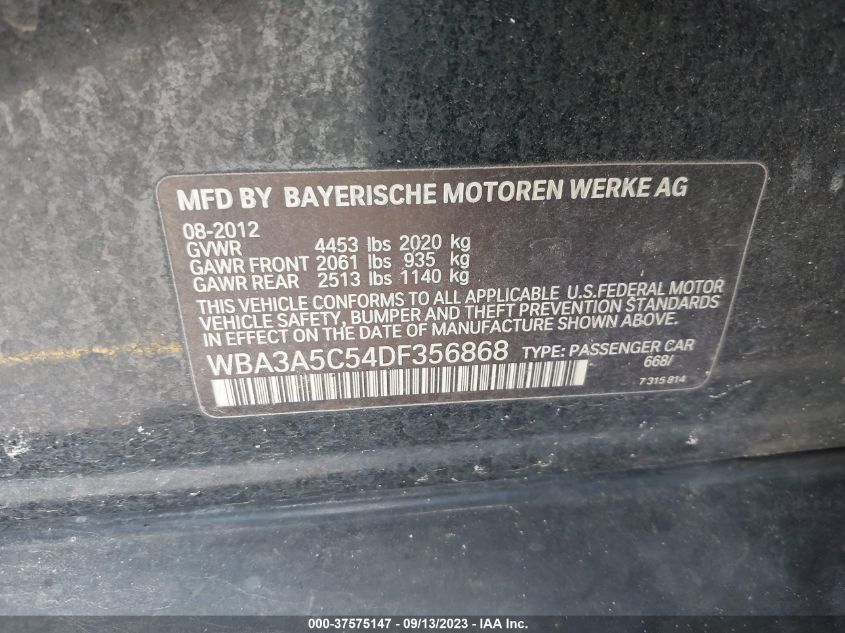 MFD BY BAYERISCHE MOTOREN WERKE AG
08-2012
GVWR 4453 lbs 2020 kg
GAWR FRONT 2061 lbs 935 kg
GAWR REAR 2513 lbs 1140 kg
THIS VEHICLE CONFORMS TO ALL APPLICABLE U.S.FEDERAL MOTOR
VEHICLE SAFETY, BUMPER AND THEFT PREVENTION STANDARDS
IN EFFECT ON THE DATE OF MANUFACTURE SHOWN ABOVE.
WBA3A5C54DF356868 TYPE: PASSENGER CAR
668/
7 315 814
000-37575147 - 09/13/2023 - IAA Inc.